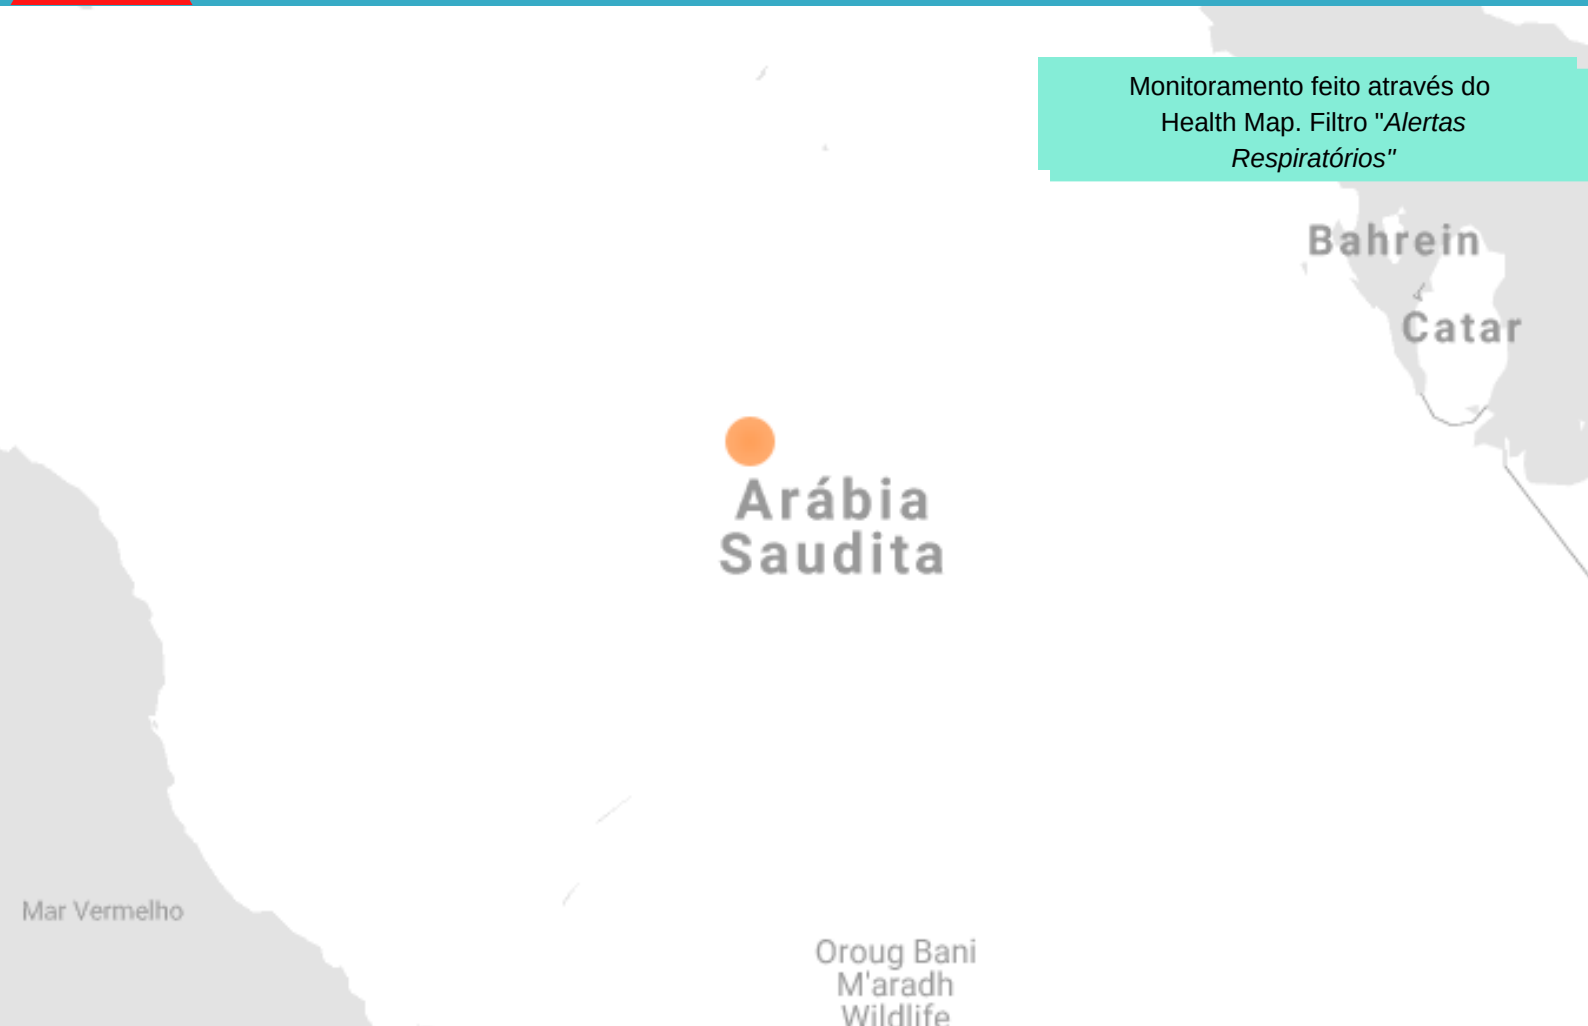 Monitoramento feito através do
Health Map. Filtro "Alertas
Respiratórios"
Bahrein
Catar
Arábia
Saudita
Mar Vermelho
Oroug Bani
M'aradh
Wildlife